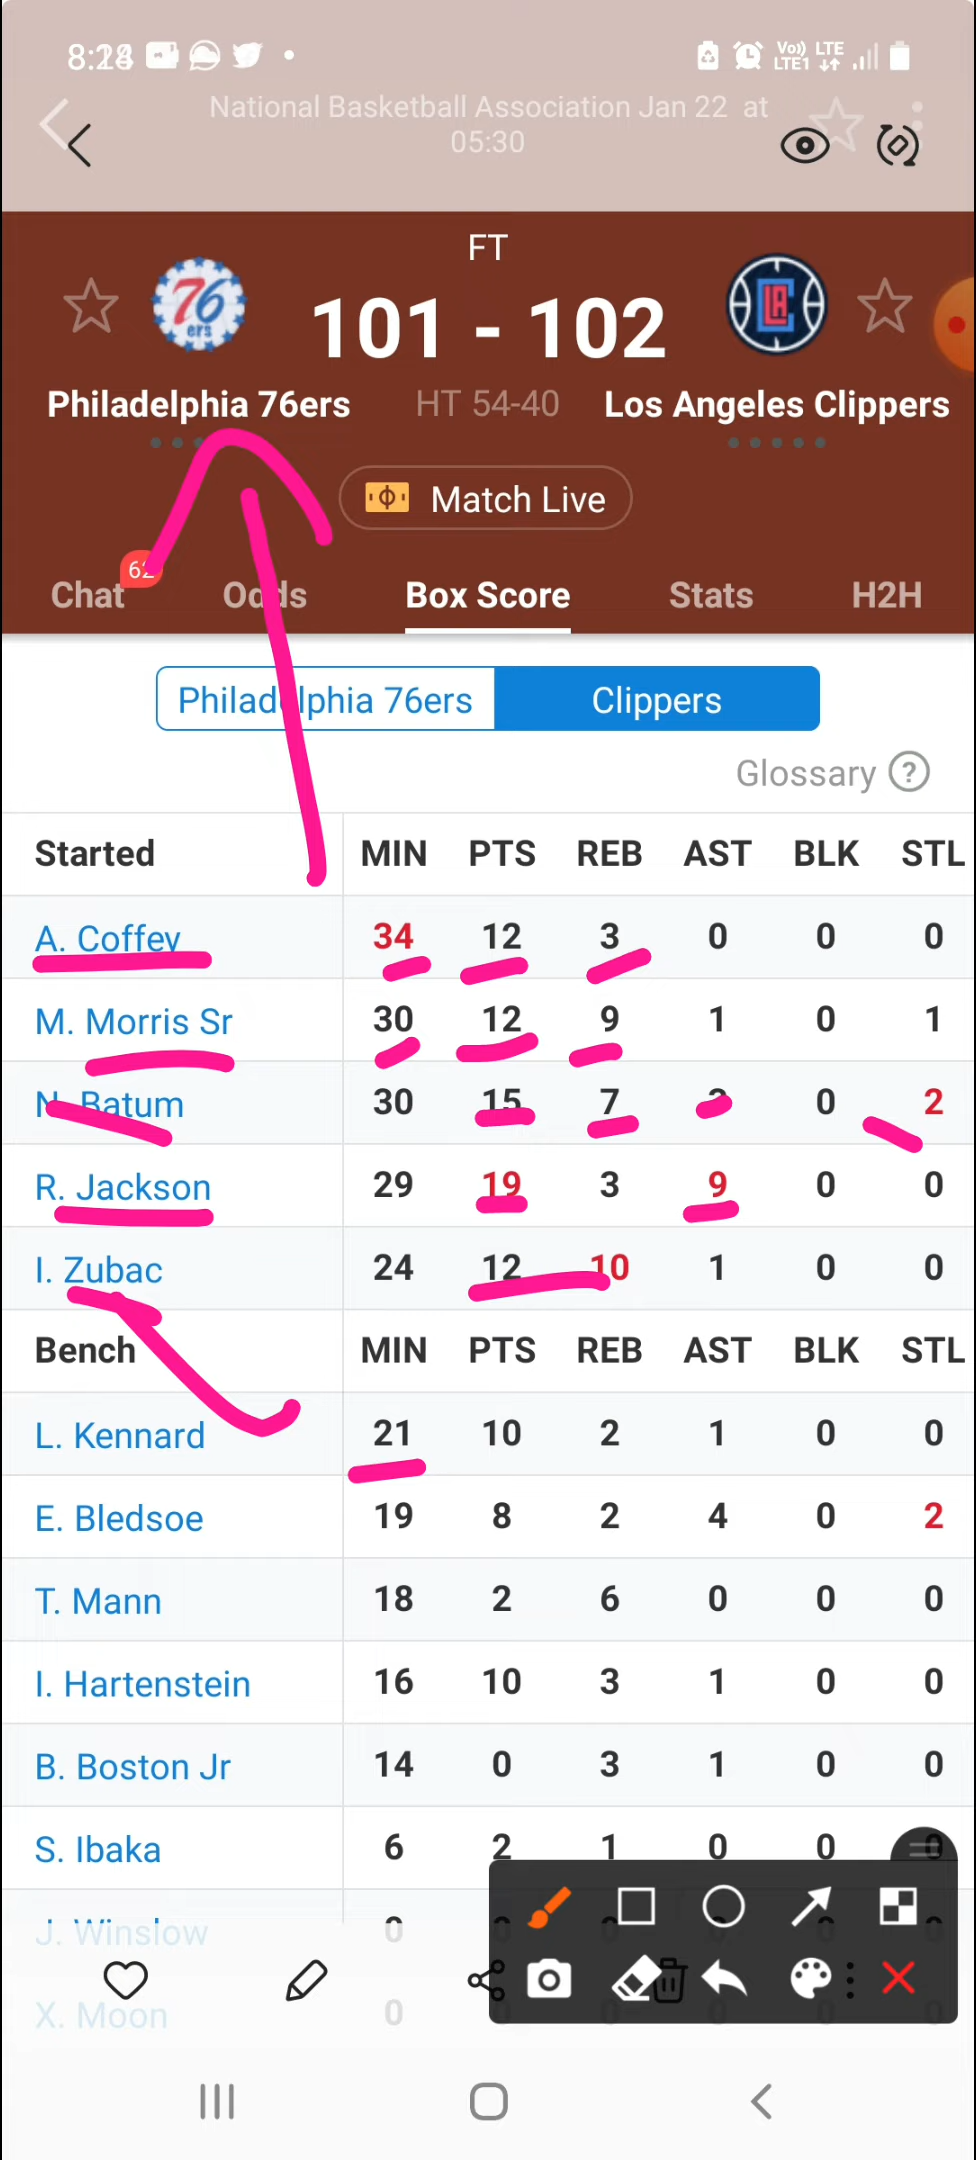 National Basketball Association Jan 22 at
05:30
FT
101 - 102
Philadelphia 76ers HT 54-40 Los Angeles Clippers
Match Live
62
Chat Odds Box Score Stats H2H
Philadelphia 76ers Clippers
Glossary ?
Started MIN PTS REB AST BLK STL
A. Coffey 34 12 3 0 0 0
M. Morris Sr 30 12 9 1 0 1
N. Batum 30 15 7 0 2
R. Jackson 29 19 3 9 0 0
I. Zubac 24 12 10 1 0 0
Bench MIN PTS REB AST BLK STL
L. Kennard 21 10 2 1 0 0
E. Bledsoe 19 8 2 4 0 2
T. Mann 18 2 6 0 0 0
I. Hartenstein 16 10 3 1 0 0
B. Boston Jr 14 0 3 1 0 0
S. Ibaka 6 2 1 0 0 0
J. Winslow 0
X. Moon 0